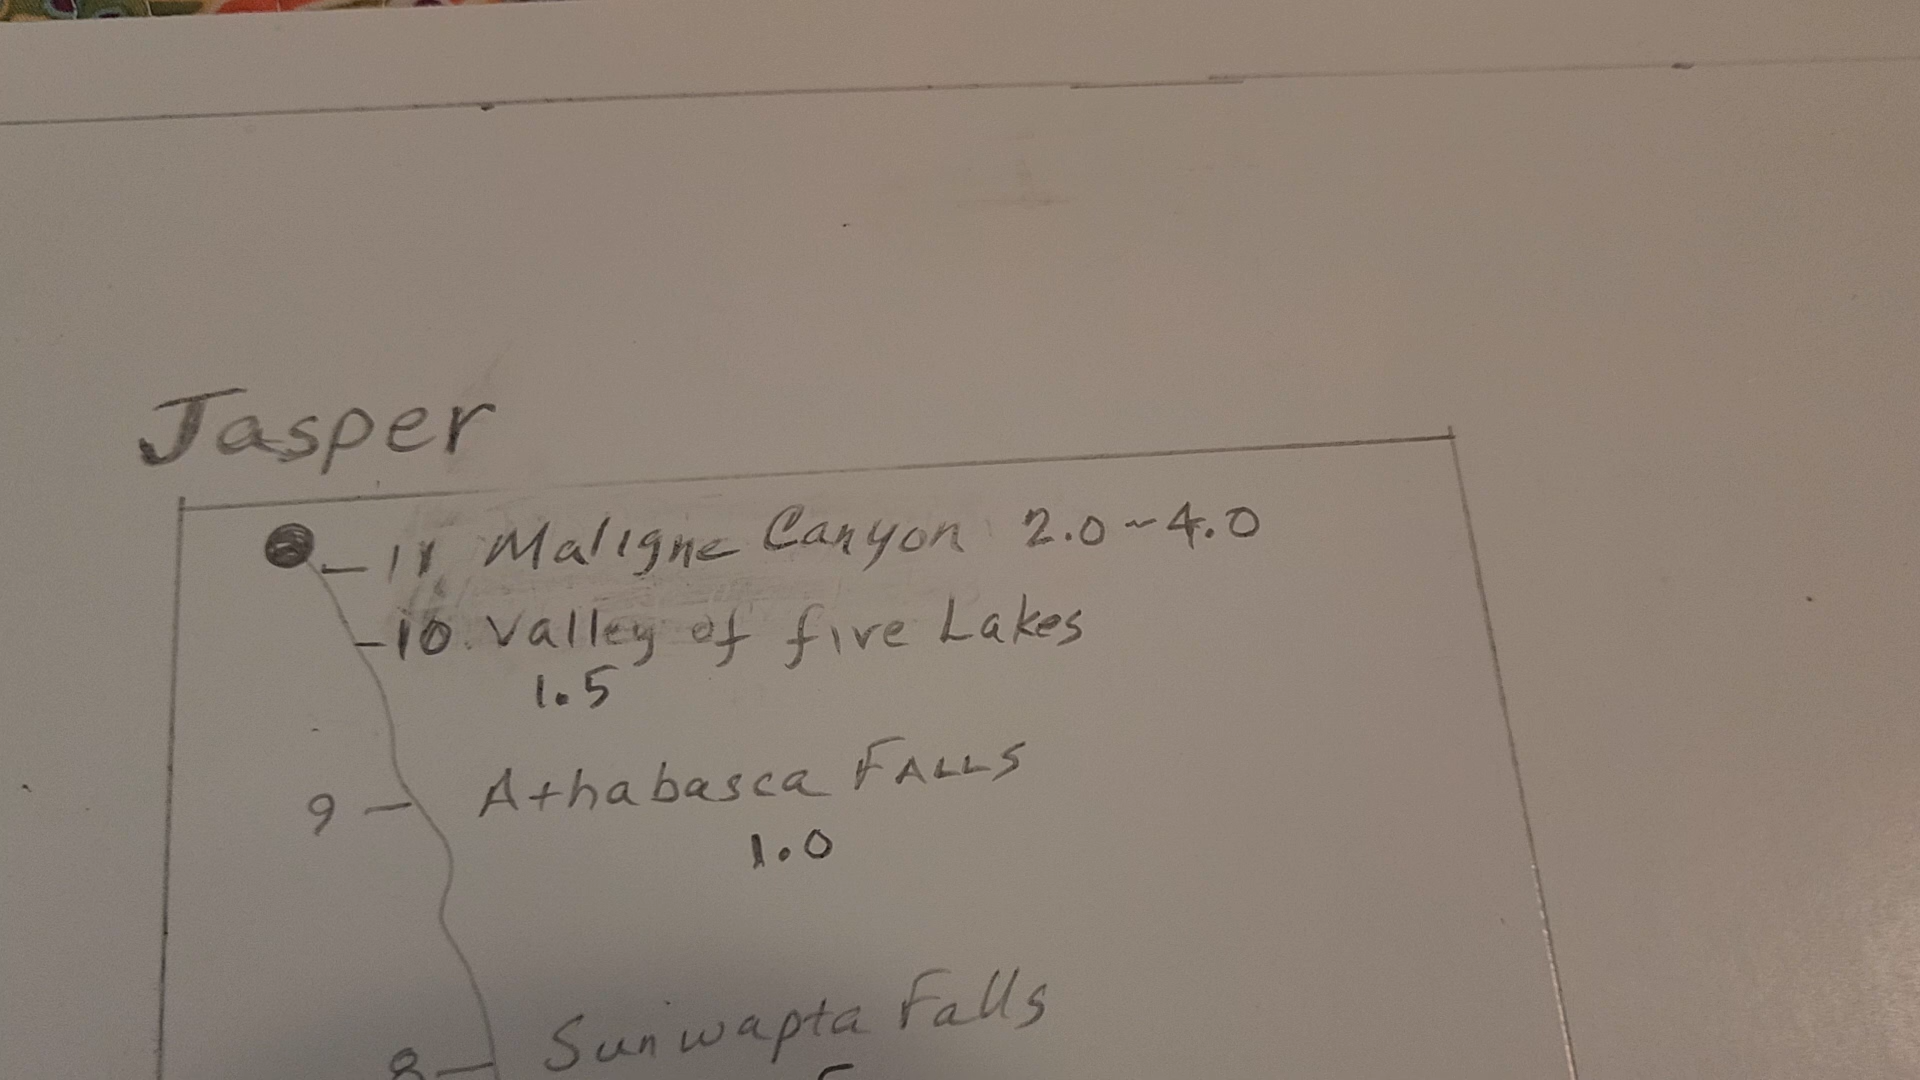 Jasper
- 11 Maligne Canyon 2.0 ~ 4.0
- 10. Valley of five Lakes
1.5
9 - Athabasca FALLS
1.0
8 - Sunwapta Falls